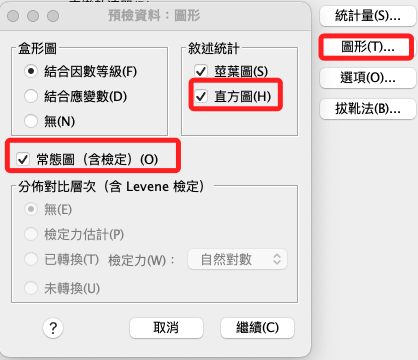 預檢資料：圖形
統計量(S)...
盒形圖
敘述統計
圖形(T)...
結合因數等級(F)
莖葉圖(S)
選項(O)...
結合應變數(D)
直方圖(H)
拔靴法(B)...
無(N)
常態圖（含檢定）(O)
分佈對比層次（含 Levene 檢定）
無(E)
檢定力估計(P)
已轉換(T) 檢定力(W)： 自然對數
未轉換(U)
? 取消 繼續(C)